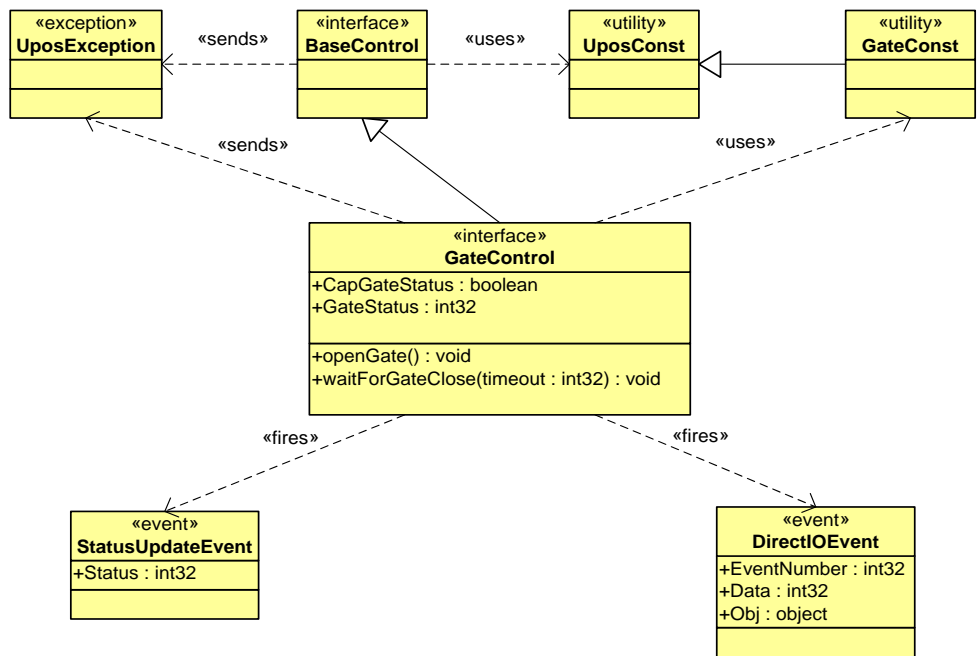 «exception»
UposException
«sends»
«interface»
BaseControl
«uses»
«utility»
UposConst
«utility»
GateConst
«sends»
«uses»
«interface»
GateControl
+CapGateStatus : boolean
+GateStatus : int32
+openGate() : void
+waitForGateClose(timeout : int32) : void
«fires»
«fires»
«event»
StatusUpdateEvent
+Status : int32
«event»
DirectIOEvent
+EventNumber : int32
+Data : int32
+Obj : object